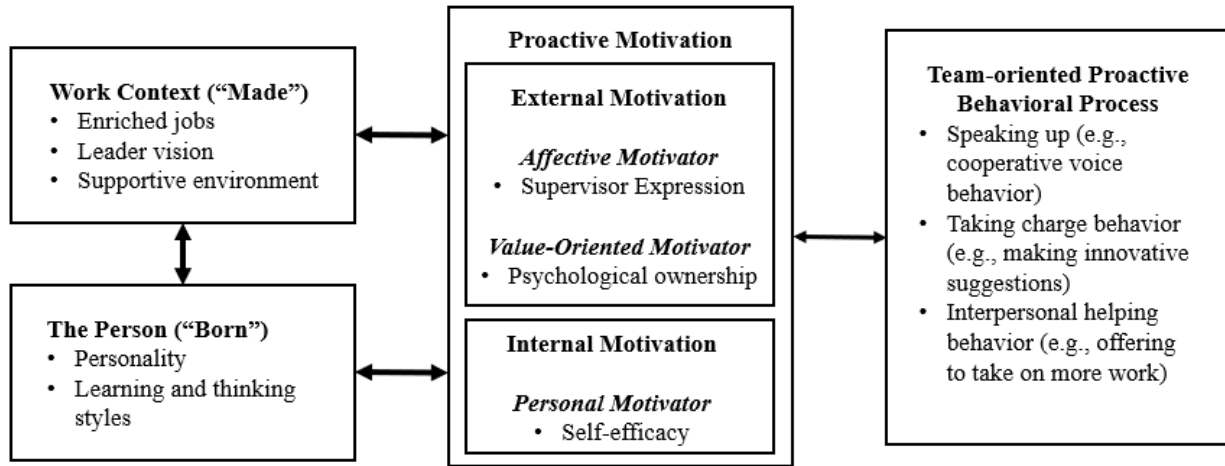 Work Context (“Made”)
• Enriched jobs
• Leader vision
• Supportive environment
The Person (“Born”)
• Personality
• Learning and thinking
styles
Proactive Motivation
External Motivation
Affective Motivator
• Supervisor Expression
Value-Oriented Motivator
• Psychological ownership
Internal Motivation
Personal Motivator
• Self-efficacy
Team-oriented Proactive
Behavioral Process
• Speaking up (e.g.,
cooperative voice
behavior)
• Taking charge behavior
(e.g., making innovative
suggestions)
• Interpersonal helping
behavior (e.g., offering
to take on more work)